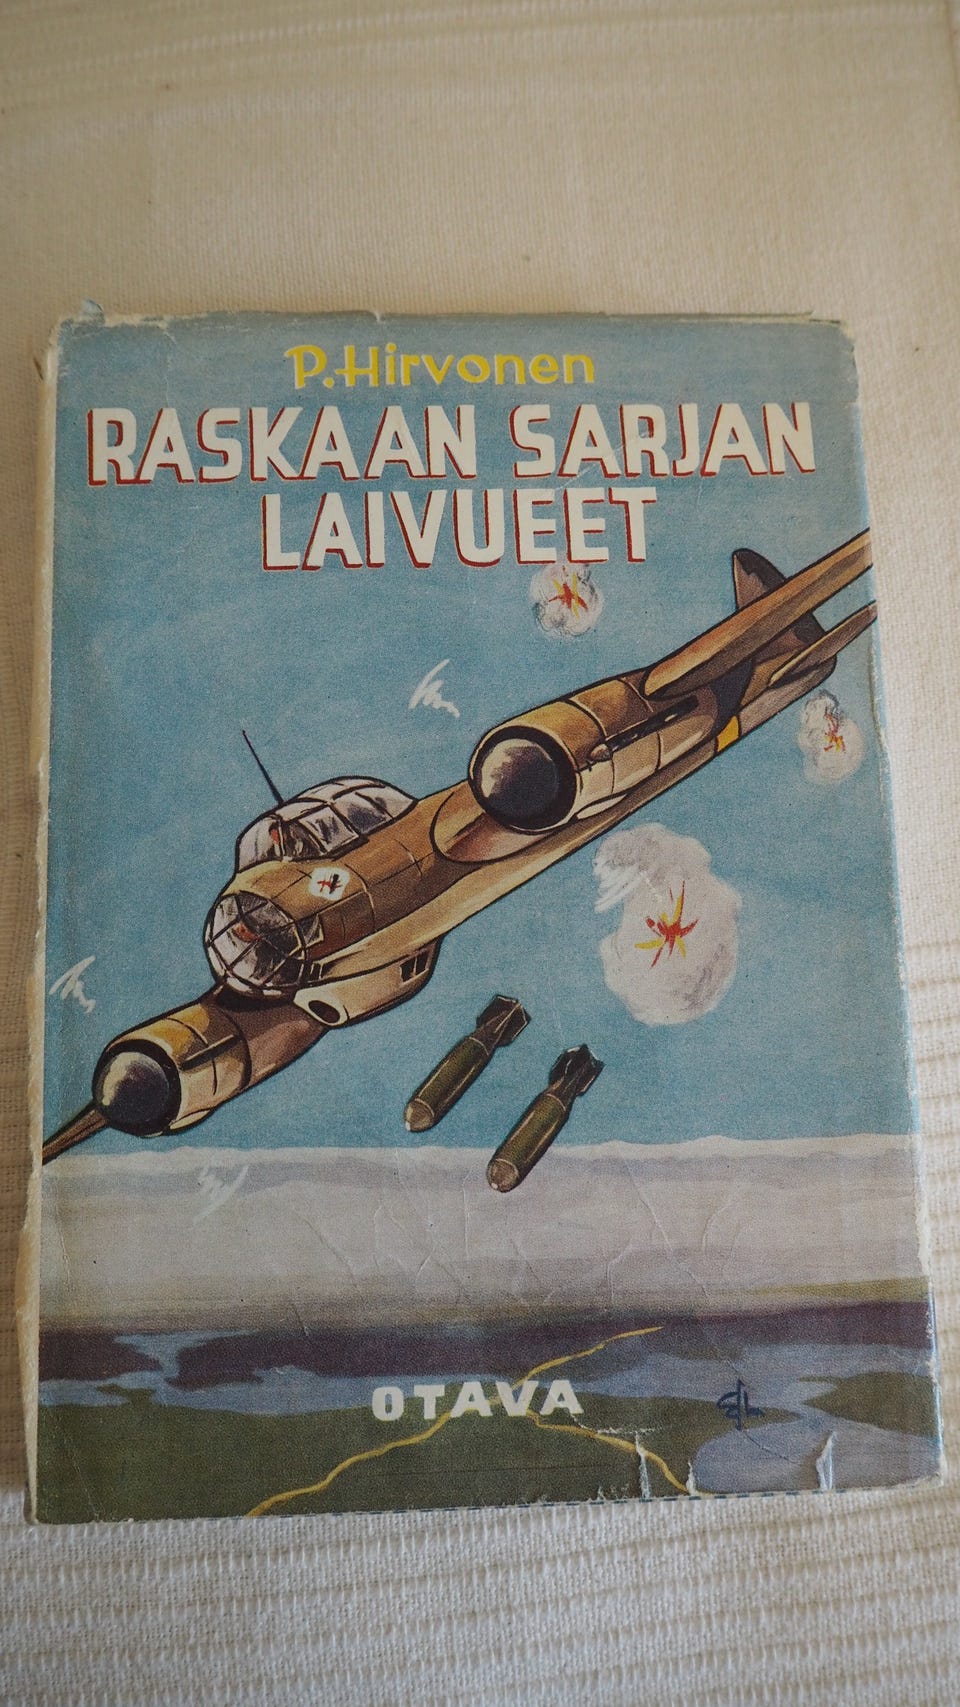 P. Hirvonen
RASKAAN SARJAN
LAIVUEET
OTAVA